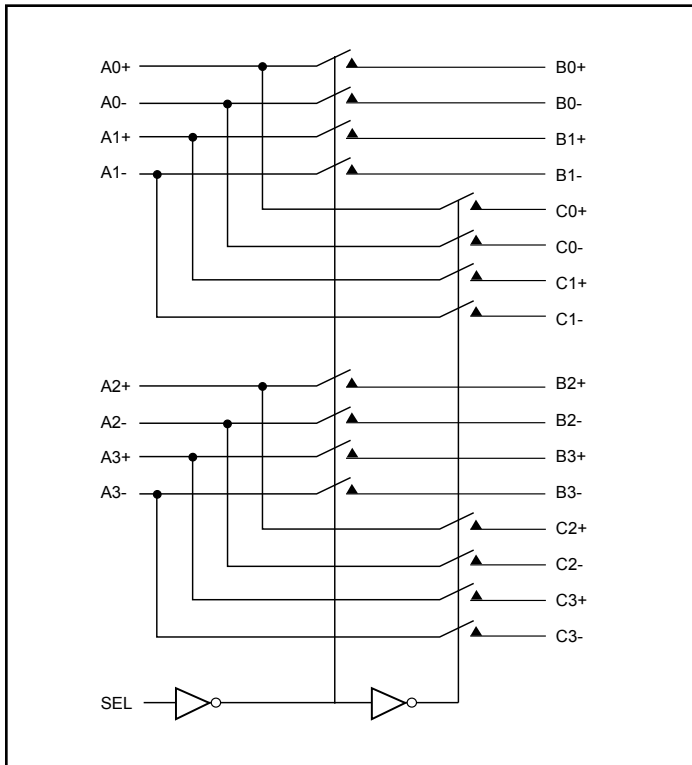 A0+
B0+
A0-
B0-
A1+
B1+
A1-
B1-
C0+
C0-
C1+
C1-
A2+
B2+
A2-
B2-
A3+
B3+
A3-
B3-
C2+
C2-
C3+
C3-
SEL